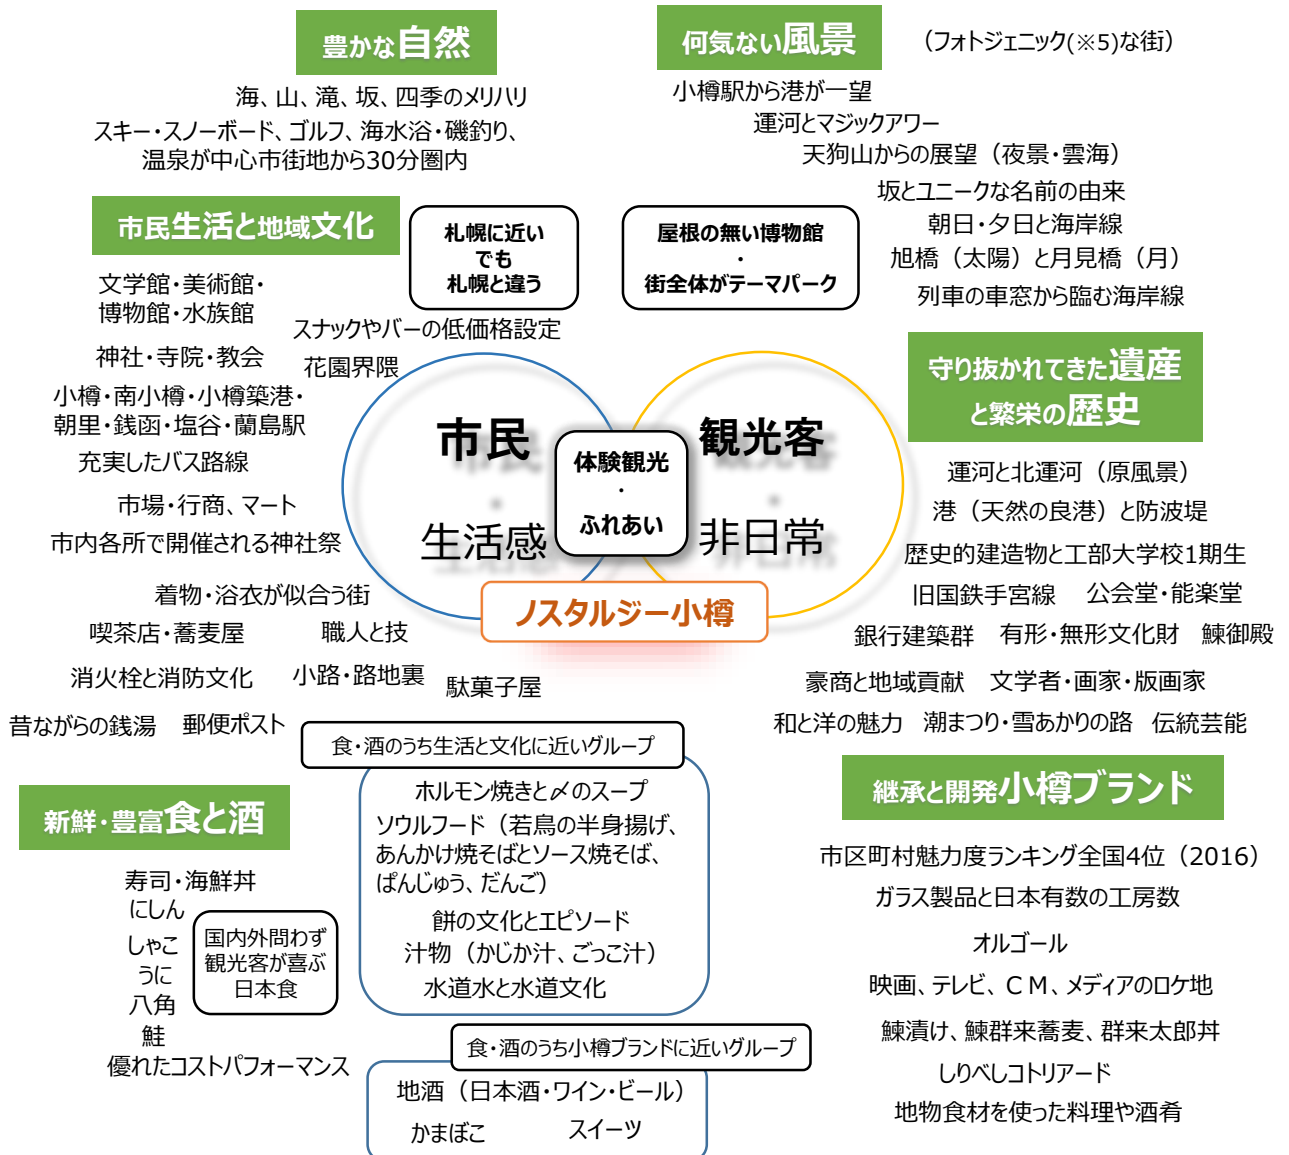 豊かな自然
海、山、滝、坂、四季のメリハリ
スキー・スノーボード、ゴルフ、海水浴・磯釣り、
温泉が中心市街地から30分圏内
何気ない風景
(フォトジェニック(※5)な街)
小樽駅から港が一望
運河とマジックアワー
天狗山からの展望(夜景・雲海)
坂とユニークな名前の由来
朝日・夕日と海岸線
旭橋(太陽)と月見橋(月)
列車の車窓から臨む海岸線
市民生活と地域文化
文学館・美術館・
博物館・水族館
神社・寺院・教会
小樽・南小樽・小樽築港・
朝里・銭函・塩谷・蘭島駅
充実したバス路線
市場・行商、マート
市内各所で開催される神社祭
着物・浴衣が似合う街
喫茶店・蕎麦屋
職人と技
消火栓と消防文化
小路・路地裏
駄菓子屋
昔ながらの銭湯
郵便ポスト
スナックやバーの低価格設定
花園界隈
札幌に近い
でも
札幌と違う
屋根の無い博物館
・
街全体がテーマパーク
市民
・
生活感
体験観光
・
ふれあい
観光客
・
非日常
ノスタルジー小樽
守り抜かれてきた遺産
と繁栄の歴史
運河と北運河(原風景)
港(天然の良港)と防波堤
歴史的建造物と工部大学校1期生
旧国鉄手宮線
公会堂・能楽堂
銀行建築群
有形・無形文化財
鰊御殿
豪商と地域貢献
文学者・画家・版画家
和と洋の魅力
潮まつり・雪あかりの路
伝統芸能
新鮮・豊富食と酒
寿司・海鮮丼
にしん
しゃこ
うに
八角
鮭
優れたコストパフォーマンス
国内外問わず
観光客が喜ぶ
日本食
食・酒のうち生活と文化に近いグループ
ホルモン焼きと〆のスープ
ソウルフード(若鳥の半身揚げ、
あんかけ焼そばとソース焼そば、
ぱんじゅう、だんご)
餅の文化とエピソード
汁物(かじか汁、ごっこ汁)
水道水と水道文化
食・酒のうち小樽ブランドに近いグループ
地酒(日本酒・ワイン・ビール)
かまぼこ
スイーツ
継承と開発小樽ブランド
市区町村魅力度ランキング全国4位(2016)
ガラス製品と日本有数の工房数
オルゴール
映画、テレビ、CM、メディアのロケ地
鰊漬け、鰊群来蕎麦、群来太郎丼
しりべしコトリアード
地物食材を使った料理や酒肴